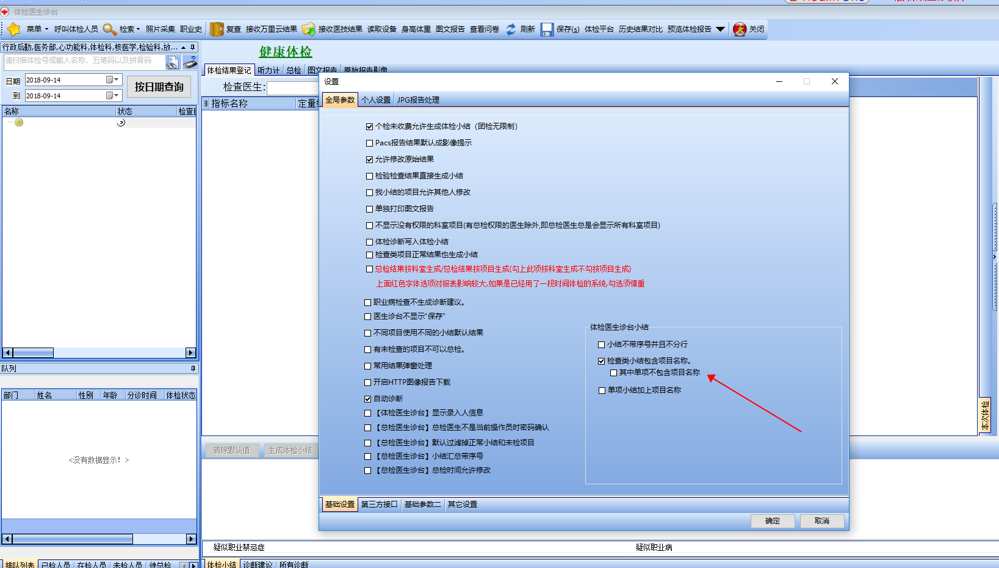 体检医生诊台
菜单 呼叫体检人员 检索 照片采集 职业史 复查 接收万里云结果 接收医技结果 读取设备 身高体重 图文报告 查看问卷 刷新 保存(s) 体检平台 历史结果对比 预览体检报告 关闭
行政后勤,医务部,心功能科,体检科,核医学,检验科,放...
请扫描体检号或输入名称，五笔码以及拼音码
日期 2018-09-14
到 2018-09-14
按日期查询
名称 状态 检查
队列
部门 姓名 性别 年龄 分诊时间 体检状态
<没有数据显示！>
排队列表 已检人员 在检人员 未检人员 待总检
健康体检
体检结果登记 听力计 总检 图文报告 原始报告影像
检查医生:
指标名称 定量
清除默认值 生成体检小结
疑似职业禁忌症 疑似职业病
体检小结 诊断建议 所有诊断
本次体检
设置
全局参数 个人设置 JPG报告处理
个检未收费允许生成体检小结（团检无限制）
Pacs报告结果默认成影像提示
允许修改原始结果
检验检查结果直接生成小结
我小结的项目允许其他人修改
单独打印图文报告
不显示没有权限的科室项目(有总检权限的医生除外,即总检医生总是会显示所有科室项目)
体检诊断写入体检小结
检查类项目正常结果也生成小结
总检结果按科室生成/总检结果按项目生成(勾上此项按科室生成不勾按项目生成)
上面红色字体选项对报表影响较大,如果是已经用了一段时间体检的系统,勾选须慎重
职业病检查不生成诊断建议。
医生诊台不显示“保存”
不同项目使用不同的小结默认结果
有未检查的项目不可以总检。
常用结果弹窗处理
开启HTTP图像报告下载
自动诊断
【体检医生诊台】显示录入人信息
【总检医生诊台】总检医生不是当前操作员时密码确认
【总检医生诊台】默认过滤掉正常小结和未检项目
【总检医生诊台】小结汇总带序号
【总检医生诊台】总检时间允许修改
体检医生诊台小结
小结不带序号并且不分行
检查类小结包含项目名称。
其中单项不包含项目名称
单项小结加上项目名称
基础设置 第三方接口 基础参数二 其它设置
确定 取消